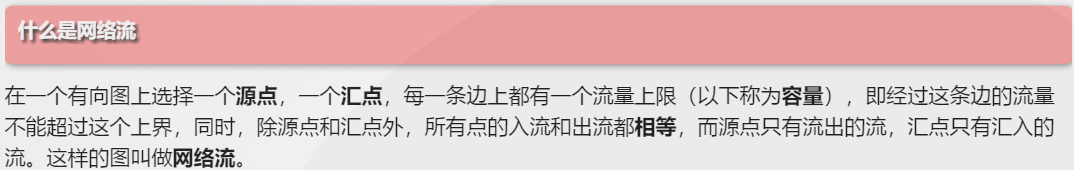 什么是网络流
在一个有向图上选择一个源点，一个汇点，每一条边上都有一个流量上限（以下称为容量），即经过这条边的流量
不能超过这个上界，同时，除源点和汇点外，所有点的入流和出流都相等，而源点只有流出的流，汇点只有汇入的
流。这样的图叫做网络流。